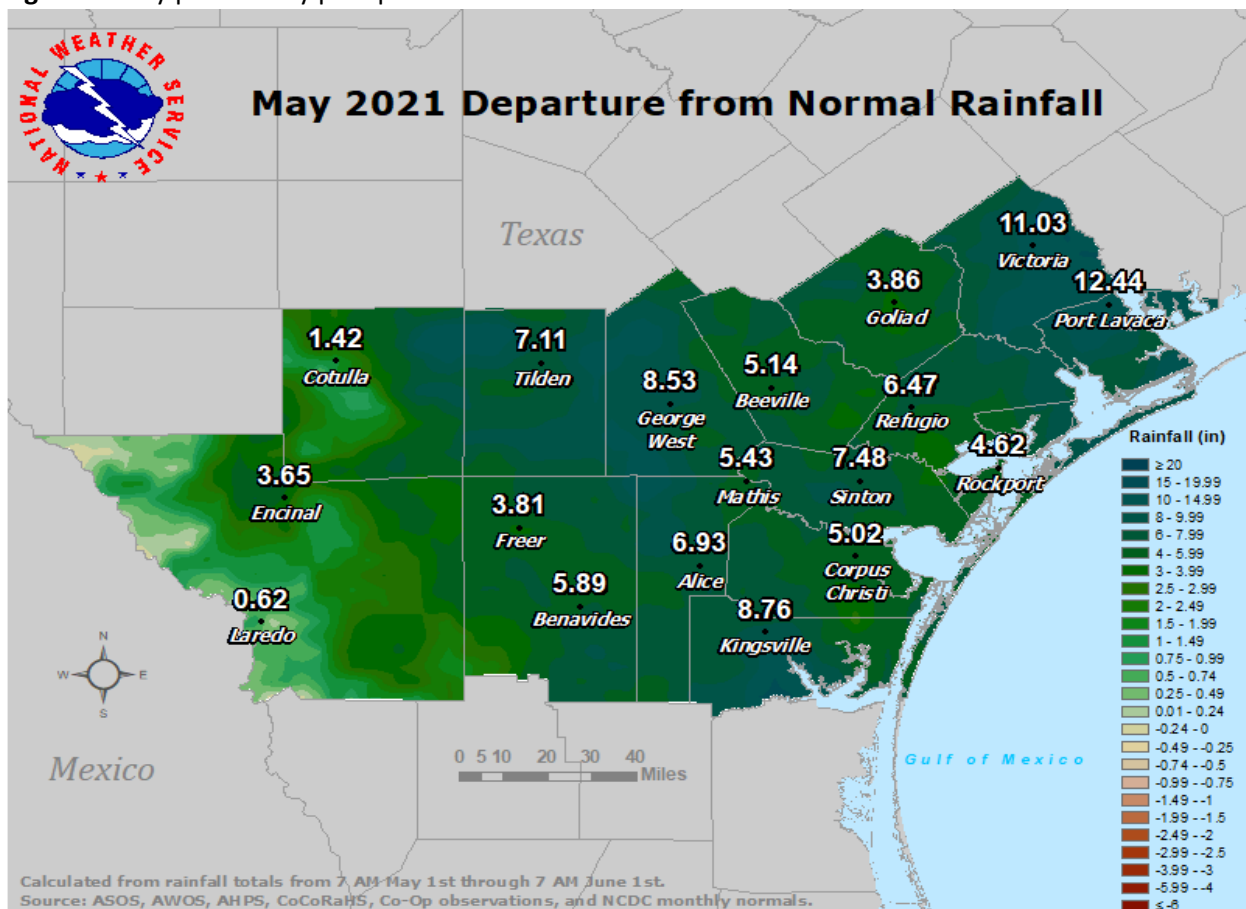 NATIONAL WEATHER SERVICE
May 2021 Departure from Normal Rainfall
Texas
11.03
Victoria
12.44
Port Lavaca
3.86
Goliad
1.42
Cotulla
7.11
Tilden
8.53
George
West
5.14
Beeville
6.47
Refugio
4.62
Rockport
3.65
Encinal
3.81
Freer
5.43
Mathis
7.48
Sinton
5.02
Corpus
Christi
6.93
Alice
5.89
Benavides
0.62
Laredo
8.76
Kingsville
N
W
E
S
Mexico
0 5 10 20 30 40
Miles
Gulf of Mexico
Rainfall (in)
≥ 20
15 - 19.99
10 - 14.99
8 - 9.99
6 - 7.99
4 - 5.99
3 - 3.99
2.5 - 2.99
2 - 2.49
1.5 - 1.99
1 - 1.49
0.75 - 0.99
0.5 - 0.74
0.25 - 0.49
0.01 - 0.24
-0.24 - 0
-0.49 - -0.25
-0.74 - -0.5
-0.99 - -0.75
-1.49 - -1
-1.99 - -1.5
-2.49 - -2
-2.99 - -2.5
-3.99 - -3
-5.99 - -4
≤ -6
Calculated from rainfall totals from 7 AM May 1st through 7 AM June 1st.
Source: ASOS, AWOS, AHPS, CoCoRaHS, Co-Op observations, and NCDC monthly normals.